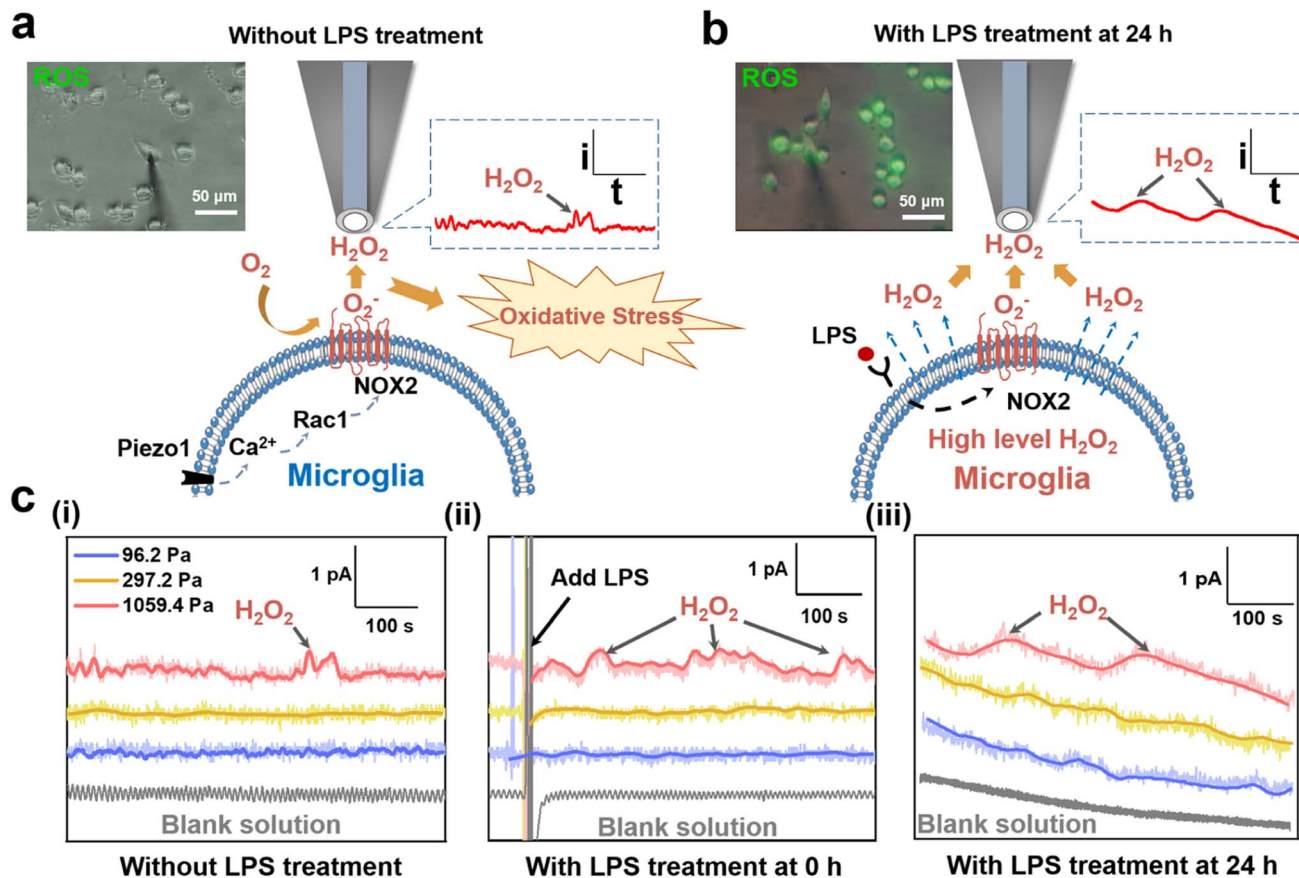 a
Without LPS treatment
ROS
50 µm
i
t
H₂O₂
H₂O₂
O₂
O₂⁻
Oxidative Stress
NOX2
Rac1
Ca²⁺
Piezo1
Microglia
b
With LPS treatment at 24 h
ROS
50 µm
i
t
H₂O₂
H₂O₂
H₂O₂
O₂⁻
H₂O₂
LPS
NOX2
High level H₂O₂
Microglia
c
(i)
96.2 Pa
297.2 Pa
1059.4 Pa
1 pA
100 s
H₂O₂
Blank solution
Without LPS treatment
(ii)
Add LPS
1 pA
100 s
H₂O₂
Blank solution
With LPS treatment at 0 h
(iii)
1 pA
100 s
H₂O₂
Blank solution
With LPS treatment at 24 h